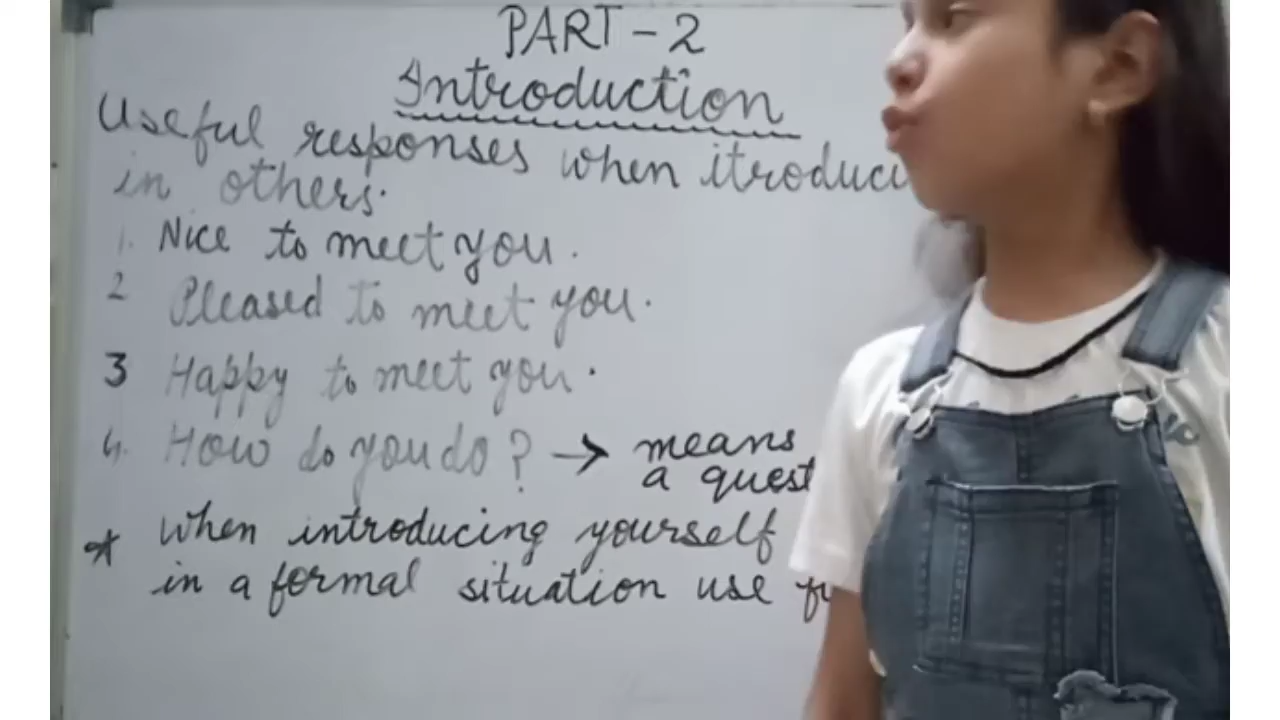 PART - 2
Introduction
Useful responses when itroduci
in others.
1. Nice to meet you.
2 Pleased to meet you.
3 Happy to meet you.
4. How do you do? → means
a quest
* when introducing yourself
in a formal situation use fu